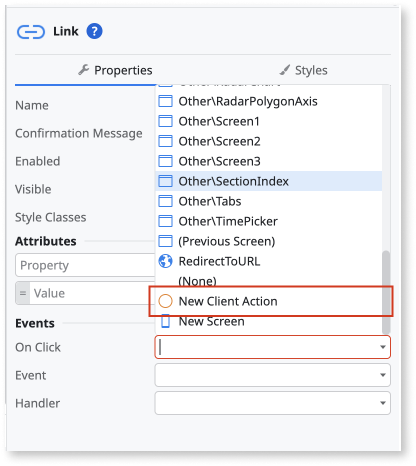 Link ?
Properties
Styles
Name
Confirmation Message
Enabled
Visible
Style Classes
Attributes
Property
= Value
Events
On Click
Event
Handler
Other\RadarPolygonAxis
Other\Screen1
Other\Screen2
Other\Screen3
Other\SectionIndex
Other\Tabs
Other\TimePicker
(Previous Screen)
RedirectToURL
(None)
New Client Action
New Screen